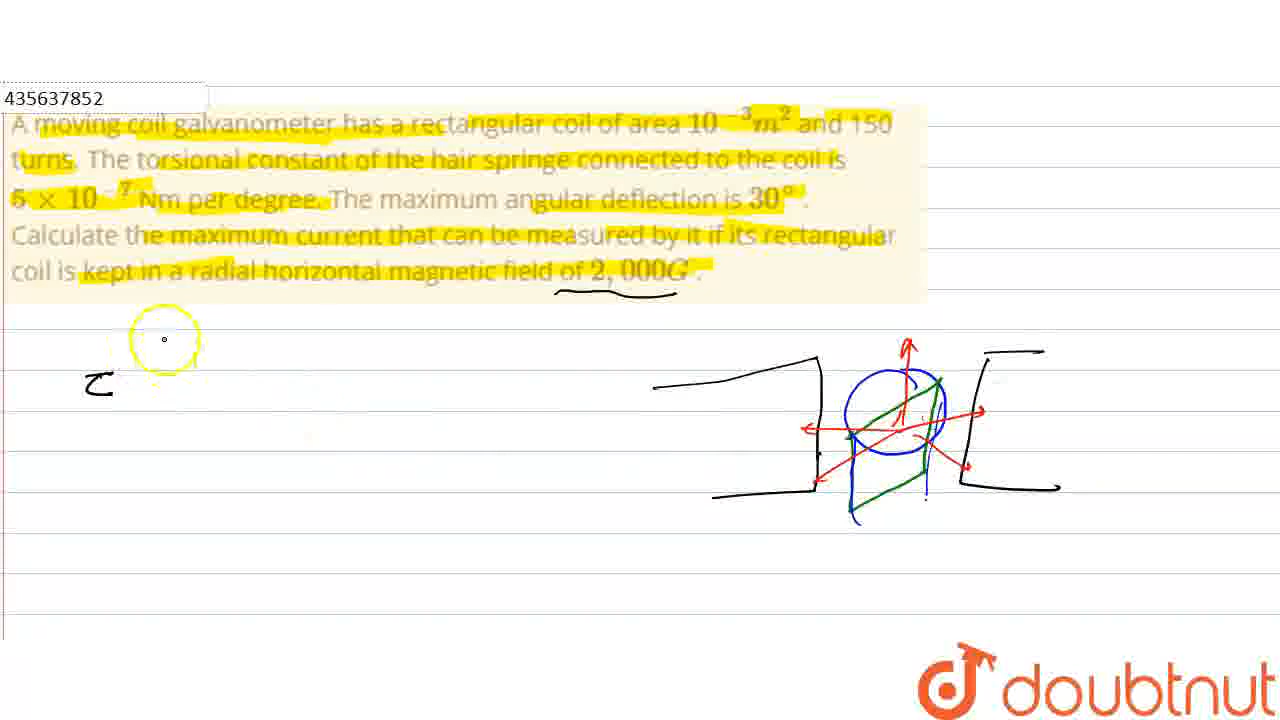 435637852
A moving coil galvanometer has a rectangular coil of area 10⁻³m² and 150
turns. The torsional constant of the hair springe connected to the coil is
× 10⁻⁷ Nm per degree. The maximum angular deflection is 30°.
Calculate the maximum current that can be measured by it if its rectangular
coil is kept in a radial horizontal magnetic field of 2,000G .
τ
doubtnut